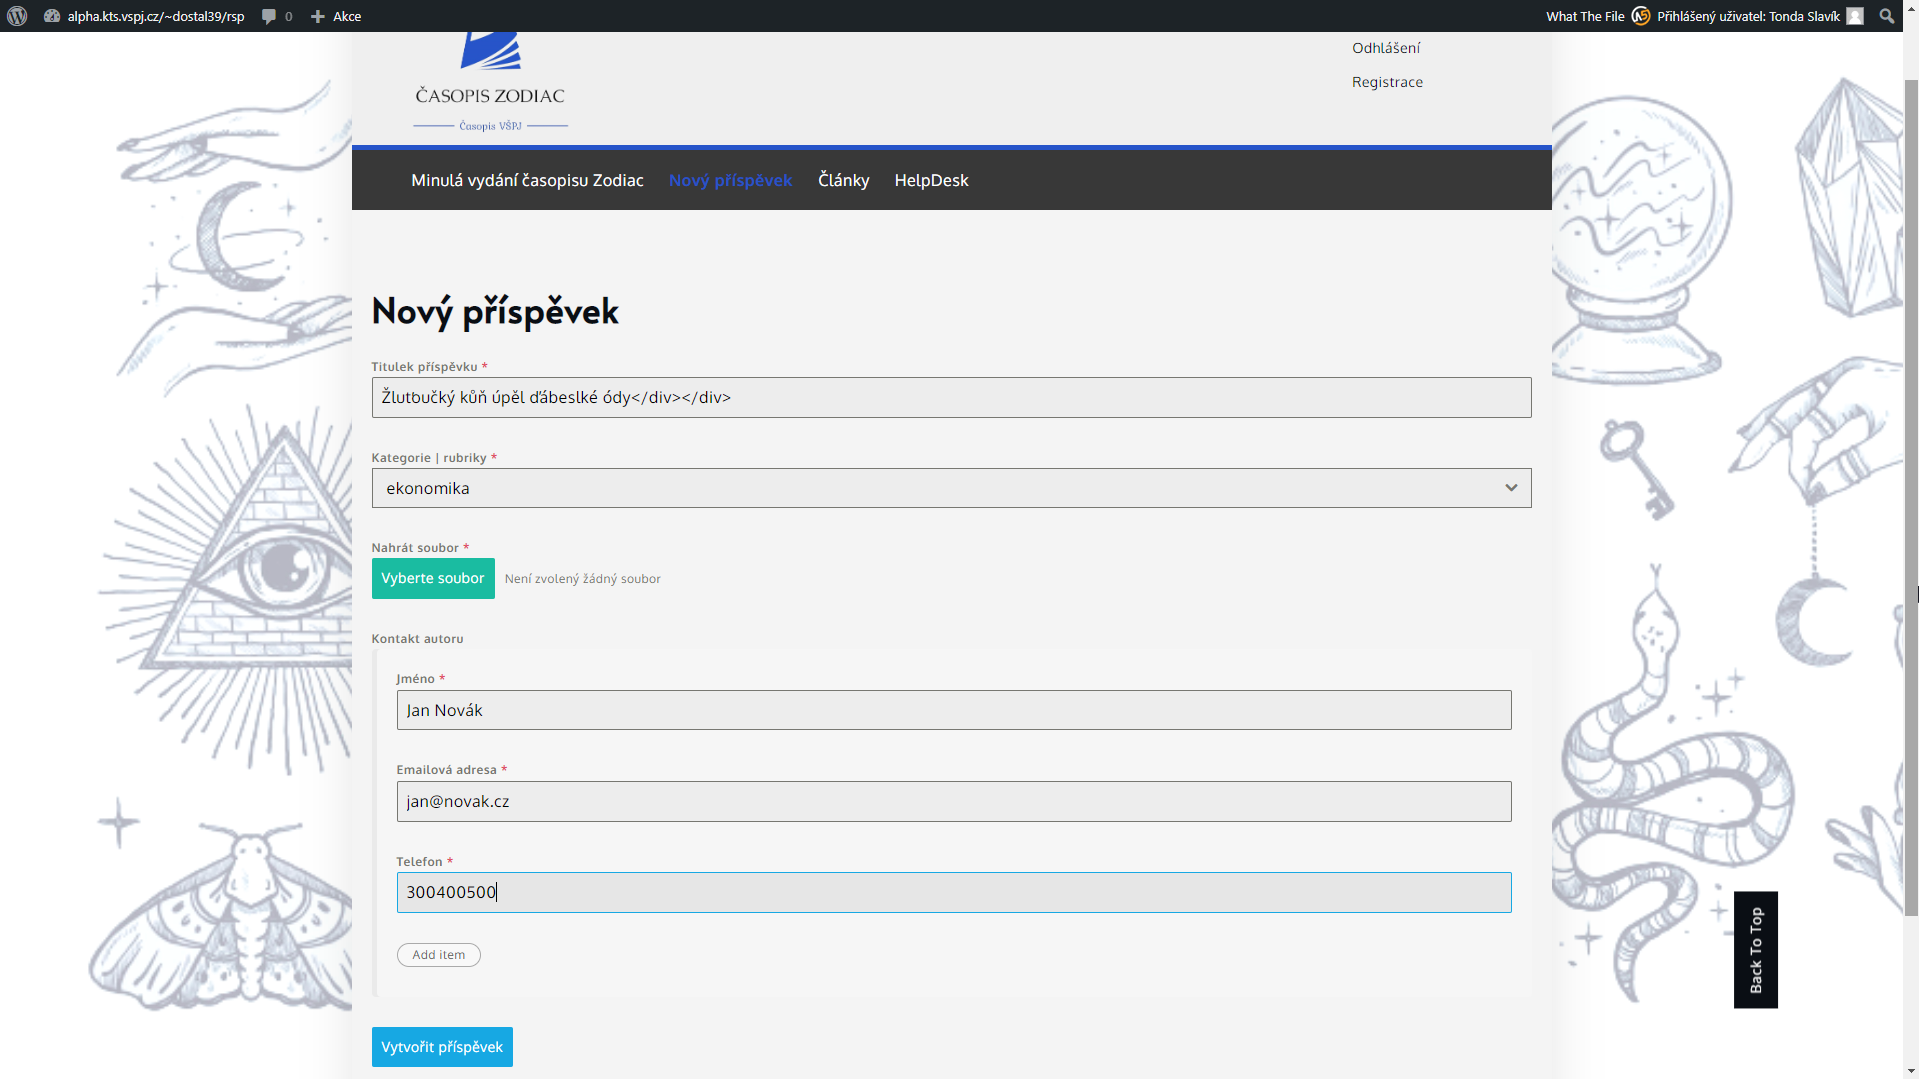 alpha.kts.vspj.cz/~dostal39/rsp 0 Akce What The File Přihlášený uživatel: Tonda Slavík
Odhlášení
Registrace
ČASOPIS ZODIAC
Časopis VŠPJ
Minulá vydání časopisu Zodiac Nový příspěvek Články HelpDesk
Nový příspěvek
Titulek příspěvku *
Žluťoučký kůň úpěl ďábeslké ódy</div></div>
Kategorie | rubriky *
ekonomika
Nahrát soubor *
Vyberte soubor Není zvolený žádný soubor
Kontakt autoru
Jméno *
Jan Novák
Emailová adresa *
jan@novak.cz
Telefon *
300400500
Add item
Back To Top
Vytvořit příspěvek